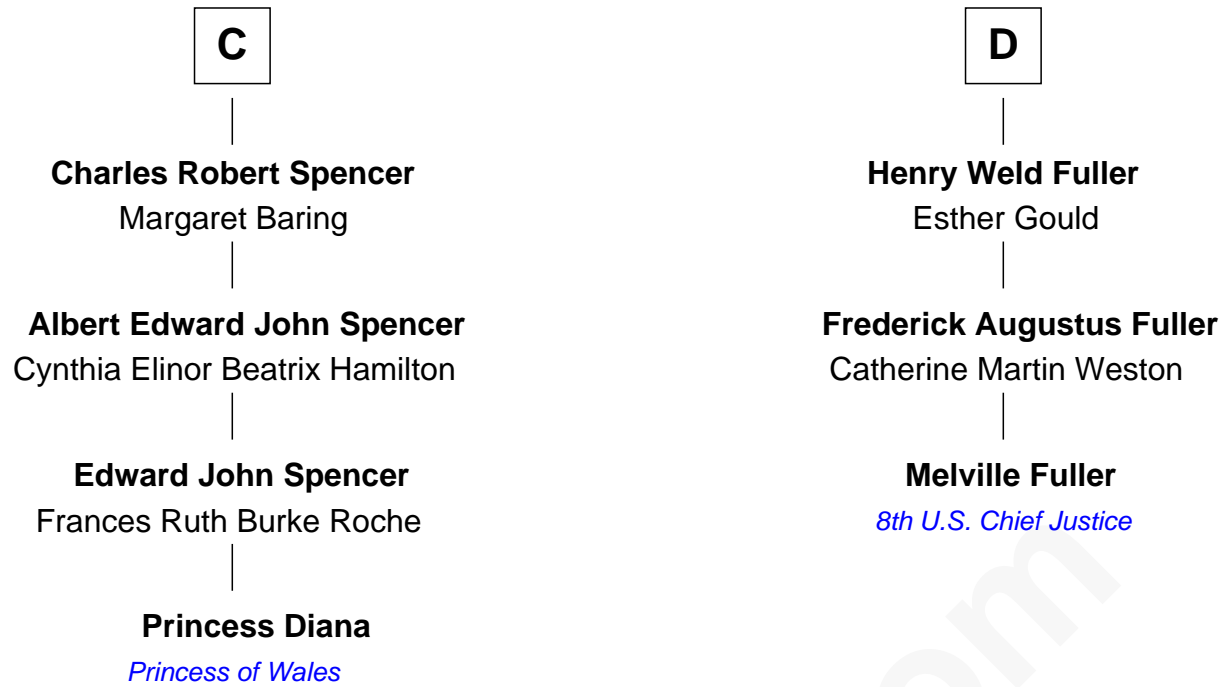 C
Charles Robert Spencer
Margaret Baring
Albert Edward John Spencer
Cynthia Elinor Beatrix Hamilton
Edward John Spencer
Frances Ruth Burke Roche
Princess Diana
Princess of Wales
D
Henry Weld Fuller
Esther Gould
Frederick Augustus Fuller
Catherine Martin Weston
Melville Fuller
8th U.S. Chief Justice
om